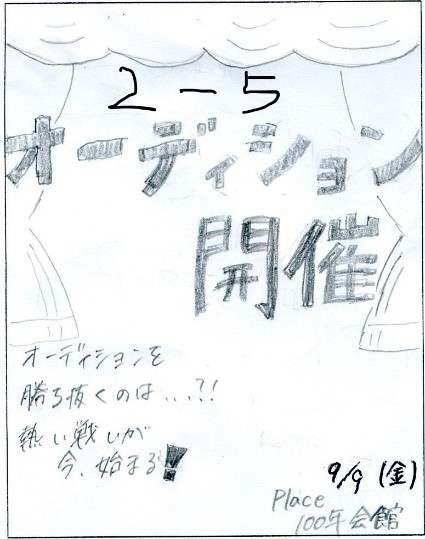 2-5
オーディション
開催
オーディションを
勝ち抜くのは...?!
熱い戦いが
今、始まる!
9/9 (金)
Place
100年会館